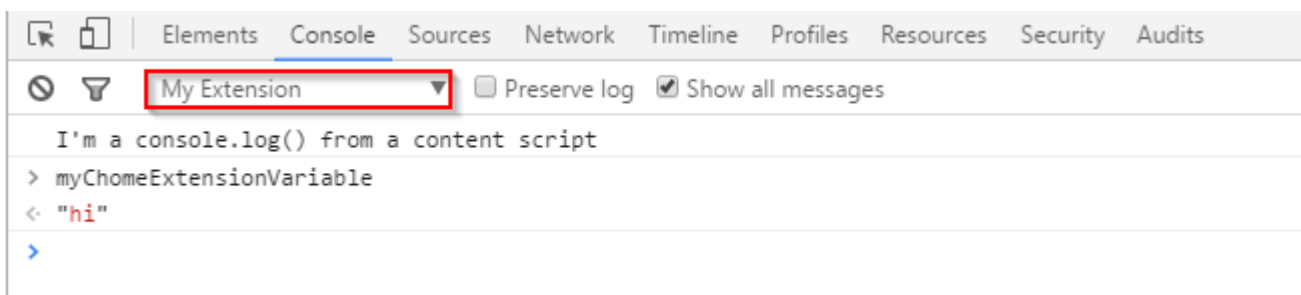 Elements Console Sources Network Timeline Profiles Resources Security Audits
My Extension Preserve log Show all messages
I'm a console.log() from a content script
> myChomeExtensionVariable
"hi"
>